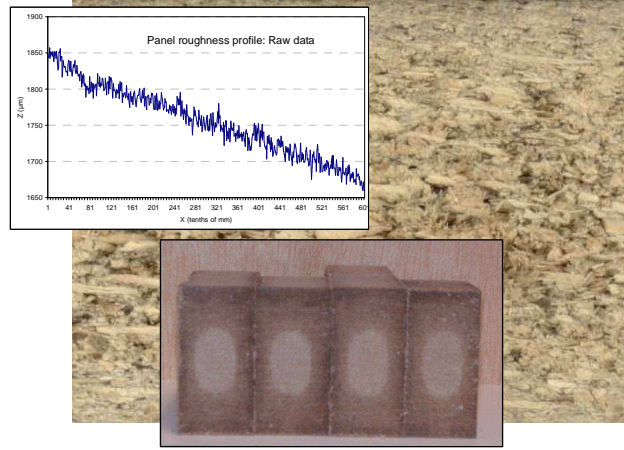 Panel roughness profile: Raw data
Z (µm)
1900
1850
1800
1750
1700
1650
1 41 81 121 161 201 241 281 321 361 401 441 481 521 561 601
X (tenths of mm)